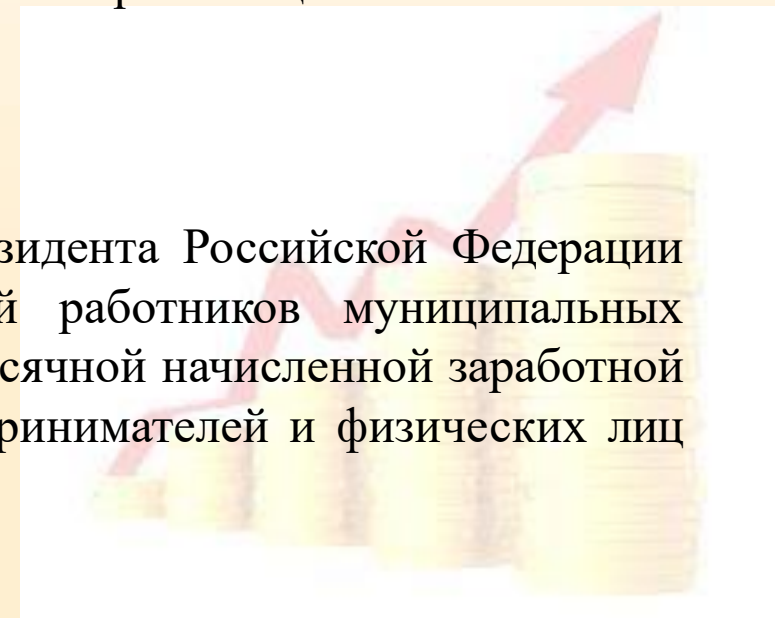 зидента Российской Федерации
й работников муниципальных
сячной начисленной заработной
ринимателей и физических лиц